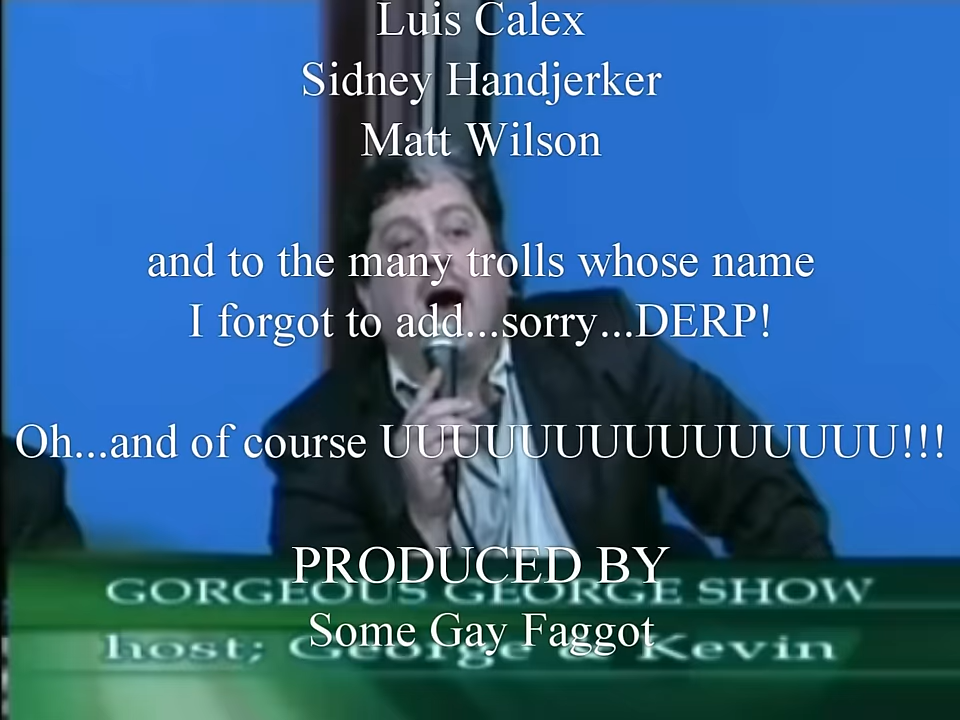 Luis Calex
Sidney Handjerker
Matt Wilson
and to the many trolls whose name
I forgot to add...sorry...DERP!
Oh...and of course UUUUUUUUUUUUUUU!!!
PRODUCED BY
GORGEOUS GEORGE SHOW
Some Gay Faggot
host; George & Kevin